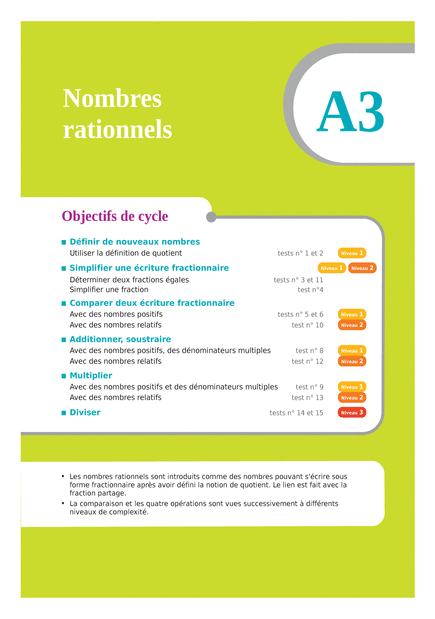 Nombres
rationnels
A3
Objectifs de cycle
Définir de nouveaux nombres
Utiliser la définition de quotient tests n° 1 et 2 Niveau 1
Simplifier une écriture fractionnaire Niveau 1 Niveau 2
Déterminer deux fractions égales tests n° 3 et 11
Simplifier une fraction test n°4
Comparer deux écriture fractionnaire
Avec des nombres positifs tests n° 5 et 6 Niveau 1
Avec des nombres relatifs test n° 10 Niveau 2
Additionner, soustraire
Avec des nombres positifs, des dénominateurs multiples test n° 8 Niveau 1
Avec des nombres relatifs test n° 12 Niveau 2
Multiplier
Avec des nombres positifs et des dénominateurs multiples test n° 9 Niveau 1
Avec des nombres relatifs test n° 13 Niveau 2
Diviser tests n° 14 et 15 Niveau 3
• Les nombres rationnels sont introduits comme des nombres pouvant s'écrire sous
forme fractionnaire après avoir défini la notion de quotient. Le lien est fait avec la
fraction partage.
• La comparaison et les quatre opérations sont vues successivement à différents
niveaux de complexité.